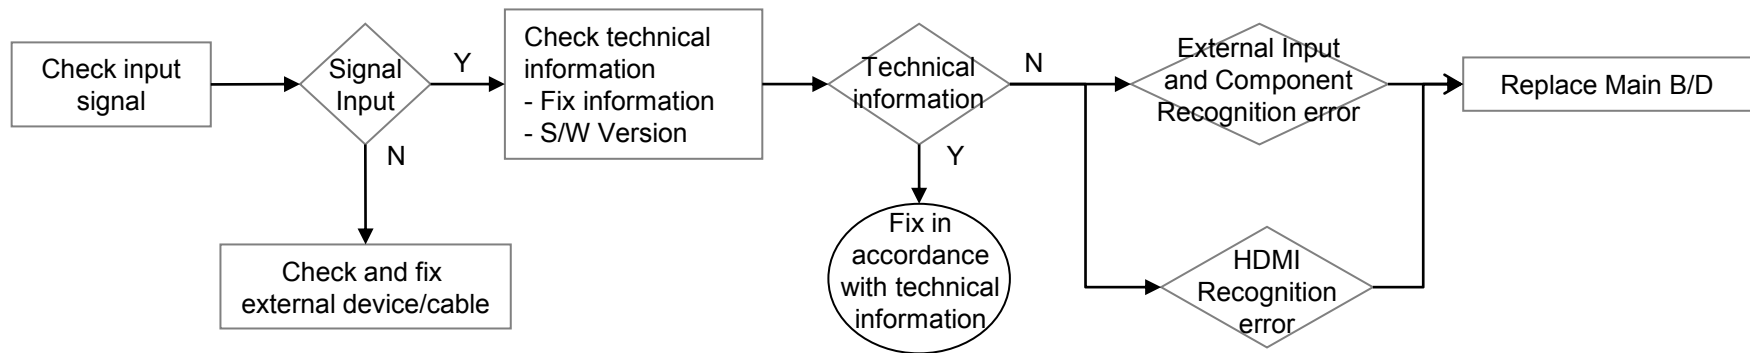 Check input
signal
Signal
Input
Y
N
Check and fix
external device/cable
Check technical
information
- Fix information
- S/W Version
Technical
information
N
Y
Fix in
accordance
with technical
information
External Input
and Component
Recognition error
HDMI
Recognition
error
Replace Main B/D